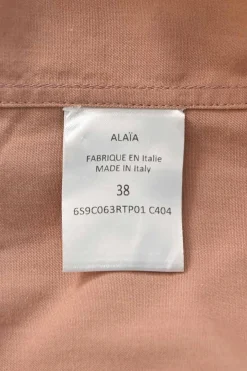 ALAÏA
FABRIQUE EN Italie
MADE IN Italy
38
6S9C063RTP01 C404